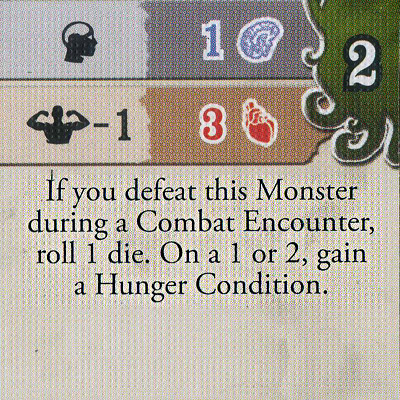 1
2
-1 3
If you defeat this Monster
during a Combat Encounter,
roll 1 die. On a 1 or 2, gain
a Hunger Condition.